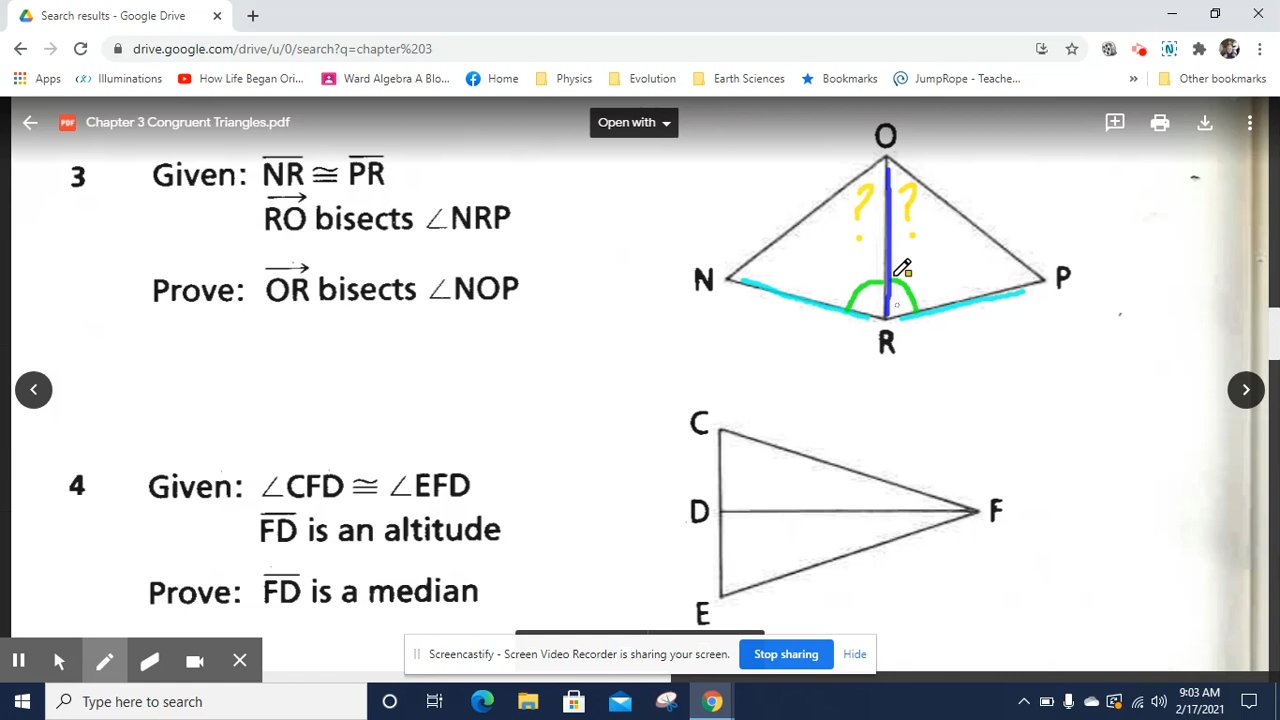 Search results - Google Drive
drive.google.com/drive/u/0/search?q=chapter%203
Apps
Illuminations
How Life Began Ori...
Ward Algebra A Blo...
Home
Physics
Evolution
Earth Sciences
Bookmarks
JumpRope - Teache...
Other bookmarks
PDF
Chapter 3 Congruent Triangles.pdf
Open with
3 Given: NR ≅ PR
RO bisects ∠NRP
Prove: OR bisects ∠NOP
O
? ?
N
P
R
4 Given: ∠CFD ≅ ∠EFD
FD is an altitude
Prove: FD is a median
C
D
F
E
Screencastify - Screen Video Recorder is sharing your screen.
Stop sharing
Hide
Type here to search
9:03 AM
2/17/2021